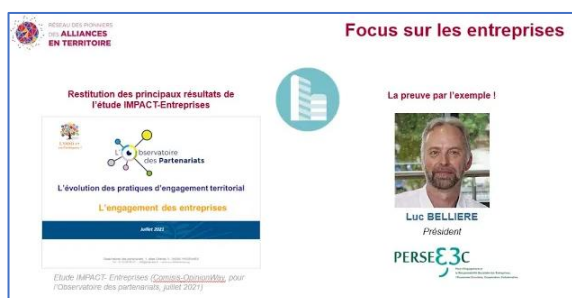 RÉSEAU DES PIONNIERS
DES ALLIANCES
EN TERRITOIRE
Focus sur les entreprises
Restitution des principaux résultats de
l'étude IMPACT-Entreprises
L'Observatoire
des Partenariats
L'évolution des pratiques d'engagement territorial
L'engagement des entreprises
Juillet 2021
Etude IMPACT- Entreprises (Comisis-OpinionWay, pour
l'Observatoire des partenariats, juillet 2021)
La preuve par l'exemple !
Luc BELLIERE
Président
PERSEE3C